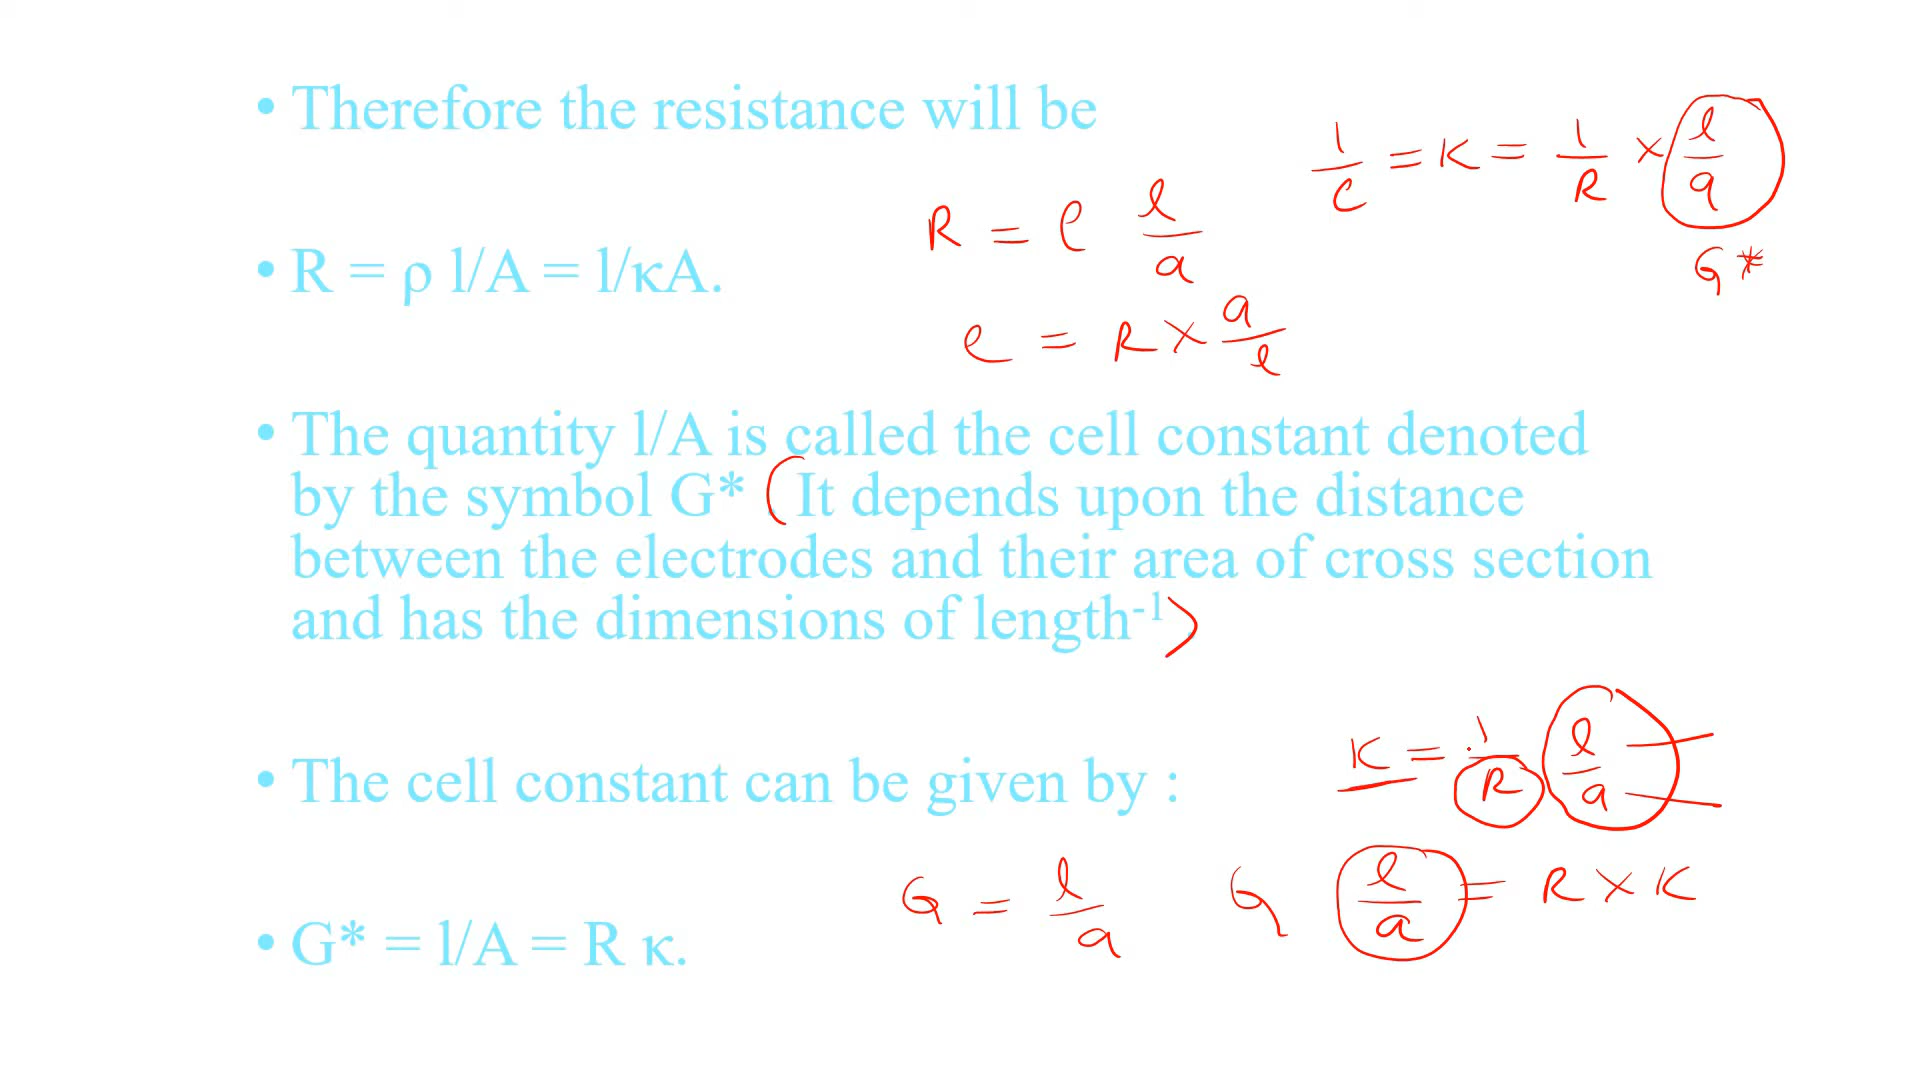 • Therefore the resistance will be
1/ρ = K = 1/R × l/a
G*
R = ρ l/a
• R = ρ l/A = l/κA.
ρ = R × a/l
• The quantity l/A is called the cell constant denoted
by the symbol G* (It depends upon the distance
between the electrodes and their area of cross section
and has the dimensions of length⁻¹)
K = 1/R l/a
• The cell constant can be given by :
G = l/a
G l/a = R × K
• G* = l/A = R κ.